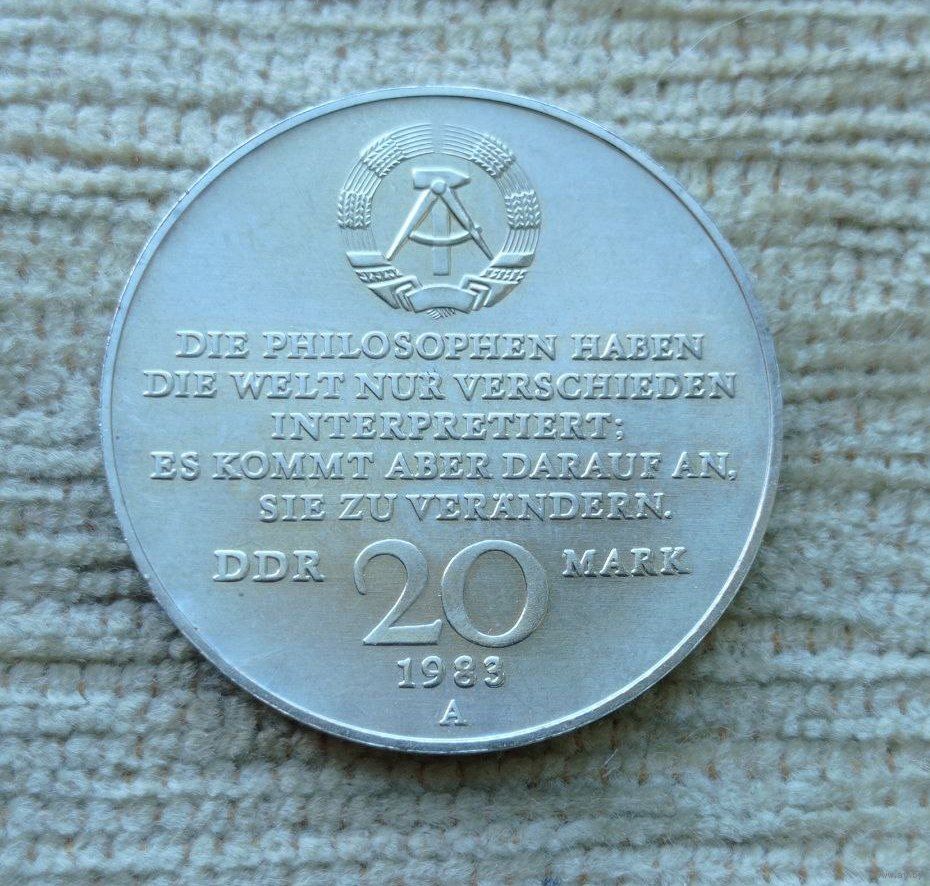 DIE PHILOSOPHEN HABEN
DIE WELT NUR VERSCHIEDEN
INTERPRETIERT;
ES KOMMT ABER DARAUF AN,
SIE ZU VERÄNDERN.
DDR 20 MARK
1983
A